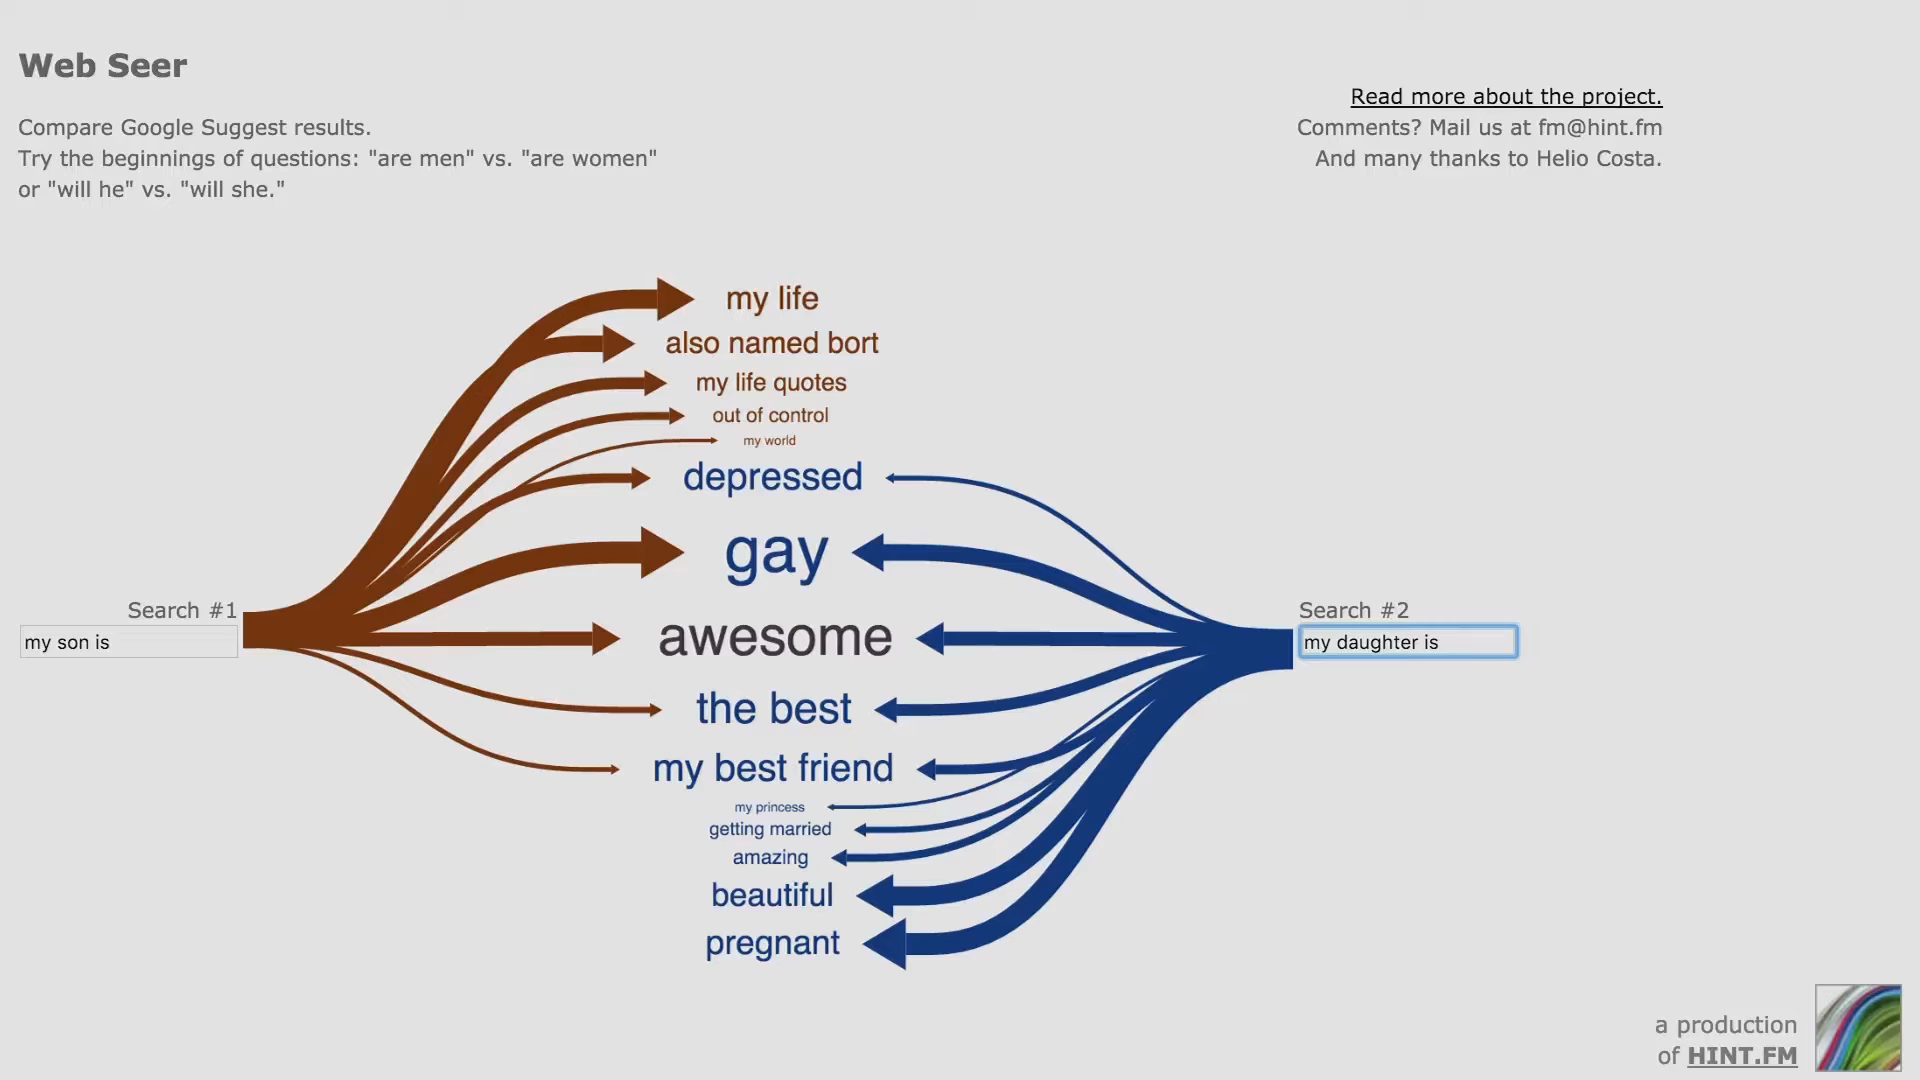 Web Seer
Compare Google Suggest results.
Try the beginnings of questions: "are men" vs. "are women"
or "will he" vs. "will she."
Read more about the project.
Comments? Mail us at fm@hint.fm
And many thanks to Helio Costa.
my life
also named bort
my life quotes
out of control
my world
depressed
gay
Search #1
my son is
awesome
Search #2
my daughter is
the best
my best friend
my princess
getting married
amazing
beautiful
pregnant
a production
of HINT.FM